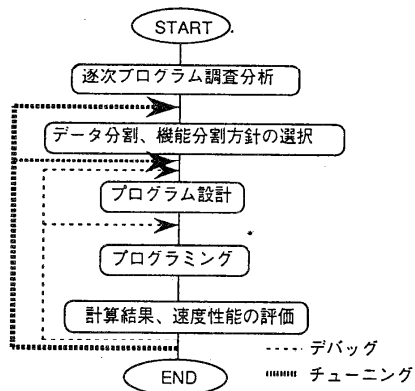 START
逐次プログラム調査分析
データ分割、機能分割方針の選択
プログラム設計
プログラミング
計算結果、速度性能の評価
デバッグ
チューニング
END